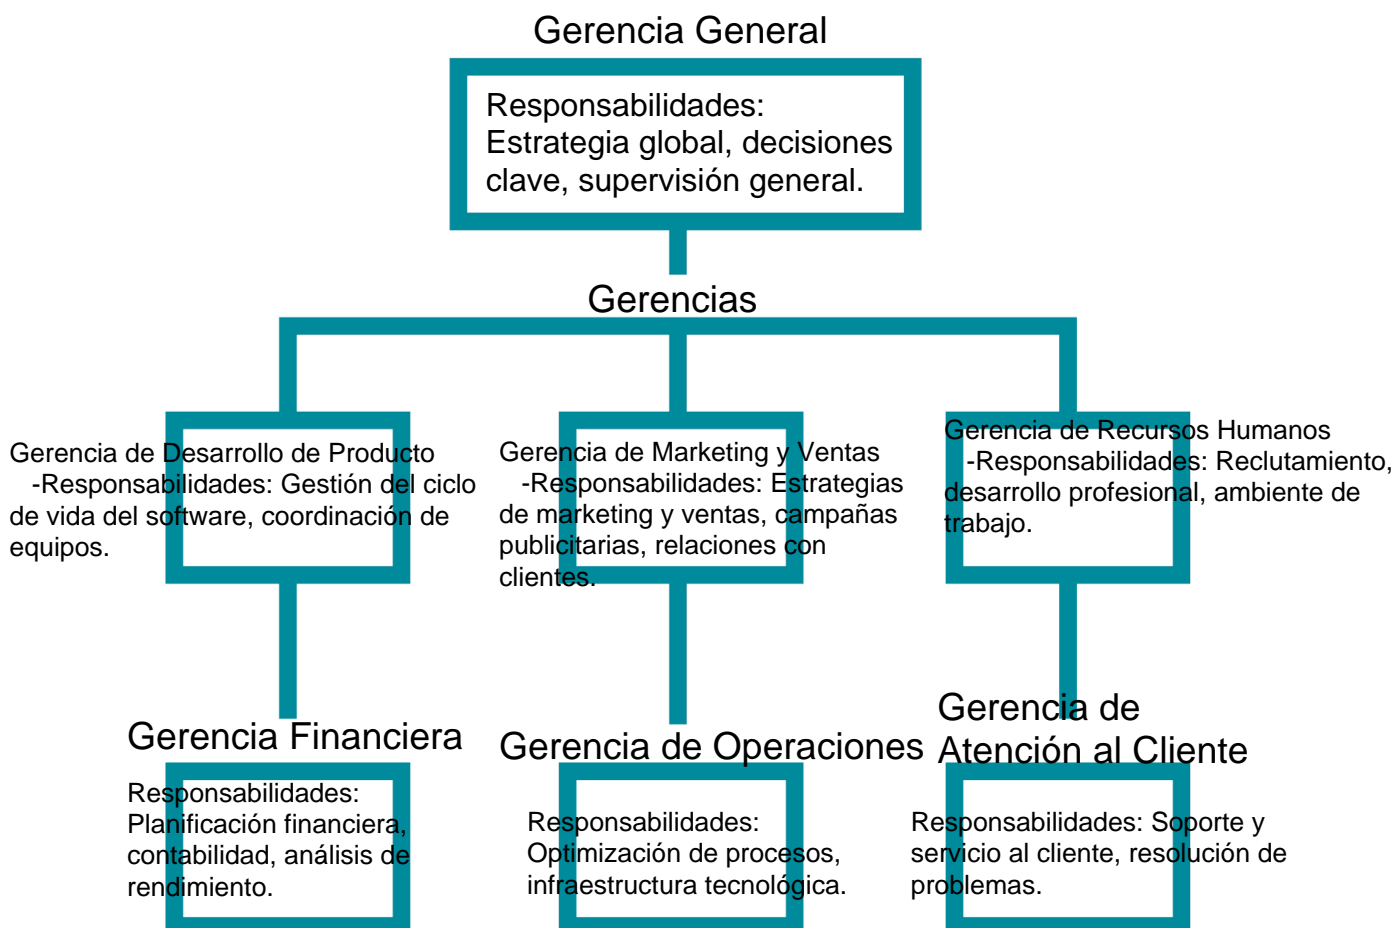 Gerencia General
Responsabilidades:
Estrategia global, decisiones
clave, supervisión general.
Gerencias
Gerencia de Desarrollo de Producto
-Responsabilidades: Gestión del ciclo
de vida del software, coordinación de
equipos.
Gerencia de Marketing y Ventas
-Responsabilidades: Estrategias
de marketing y ventas, campañas
publicitarias, relaciones con
clientes.
Gerencia de Recursos Humanos
-Responsabilidades: Reclutamiento,
desarrollo profesional, ambiente de
trabajo.
Gerencia Financiera
Responsabilidades:
Planificación financiera,
contabilidad, análisis de
rendimiento.
Gerencia de Operaciones
Responsabilidades:
Optimización de procesos,
infraestructura tecnológica.
Gerencia de
Atención al Cliente
Responsabilidades: Soporte y
servicio al cliente, resolución de
problemas.